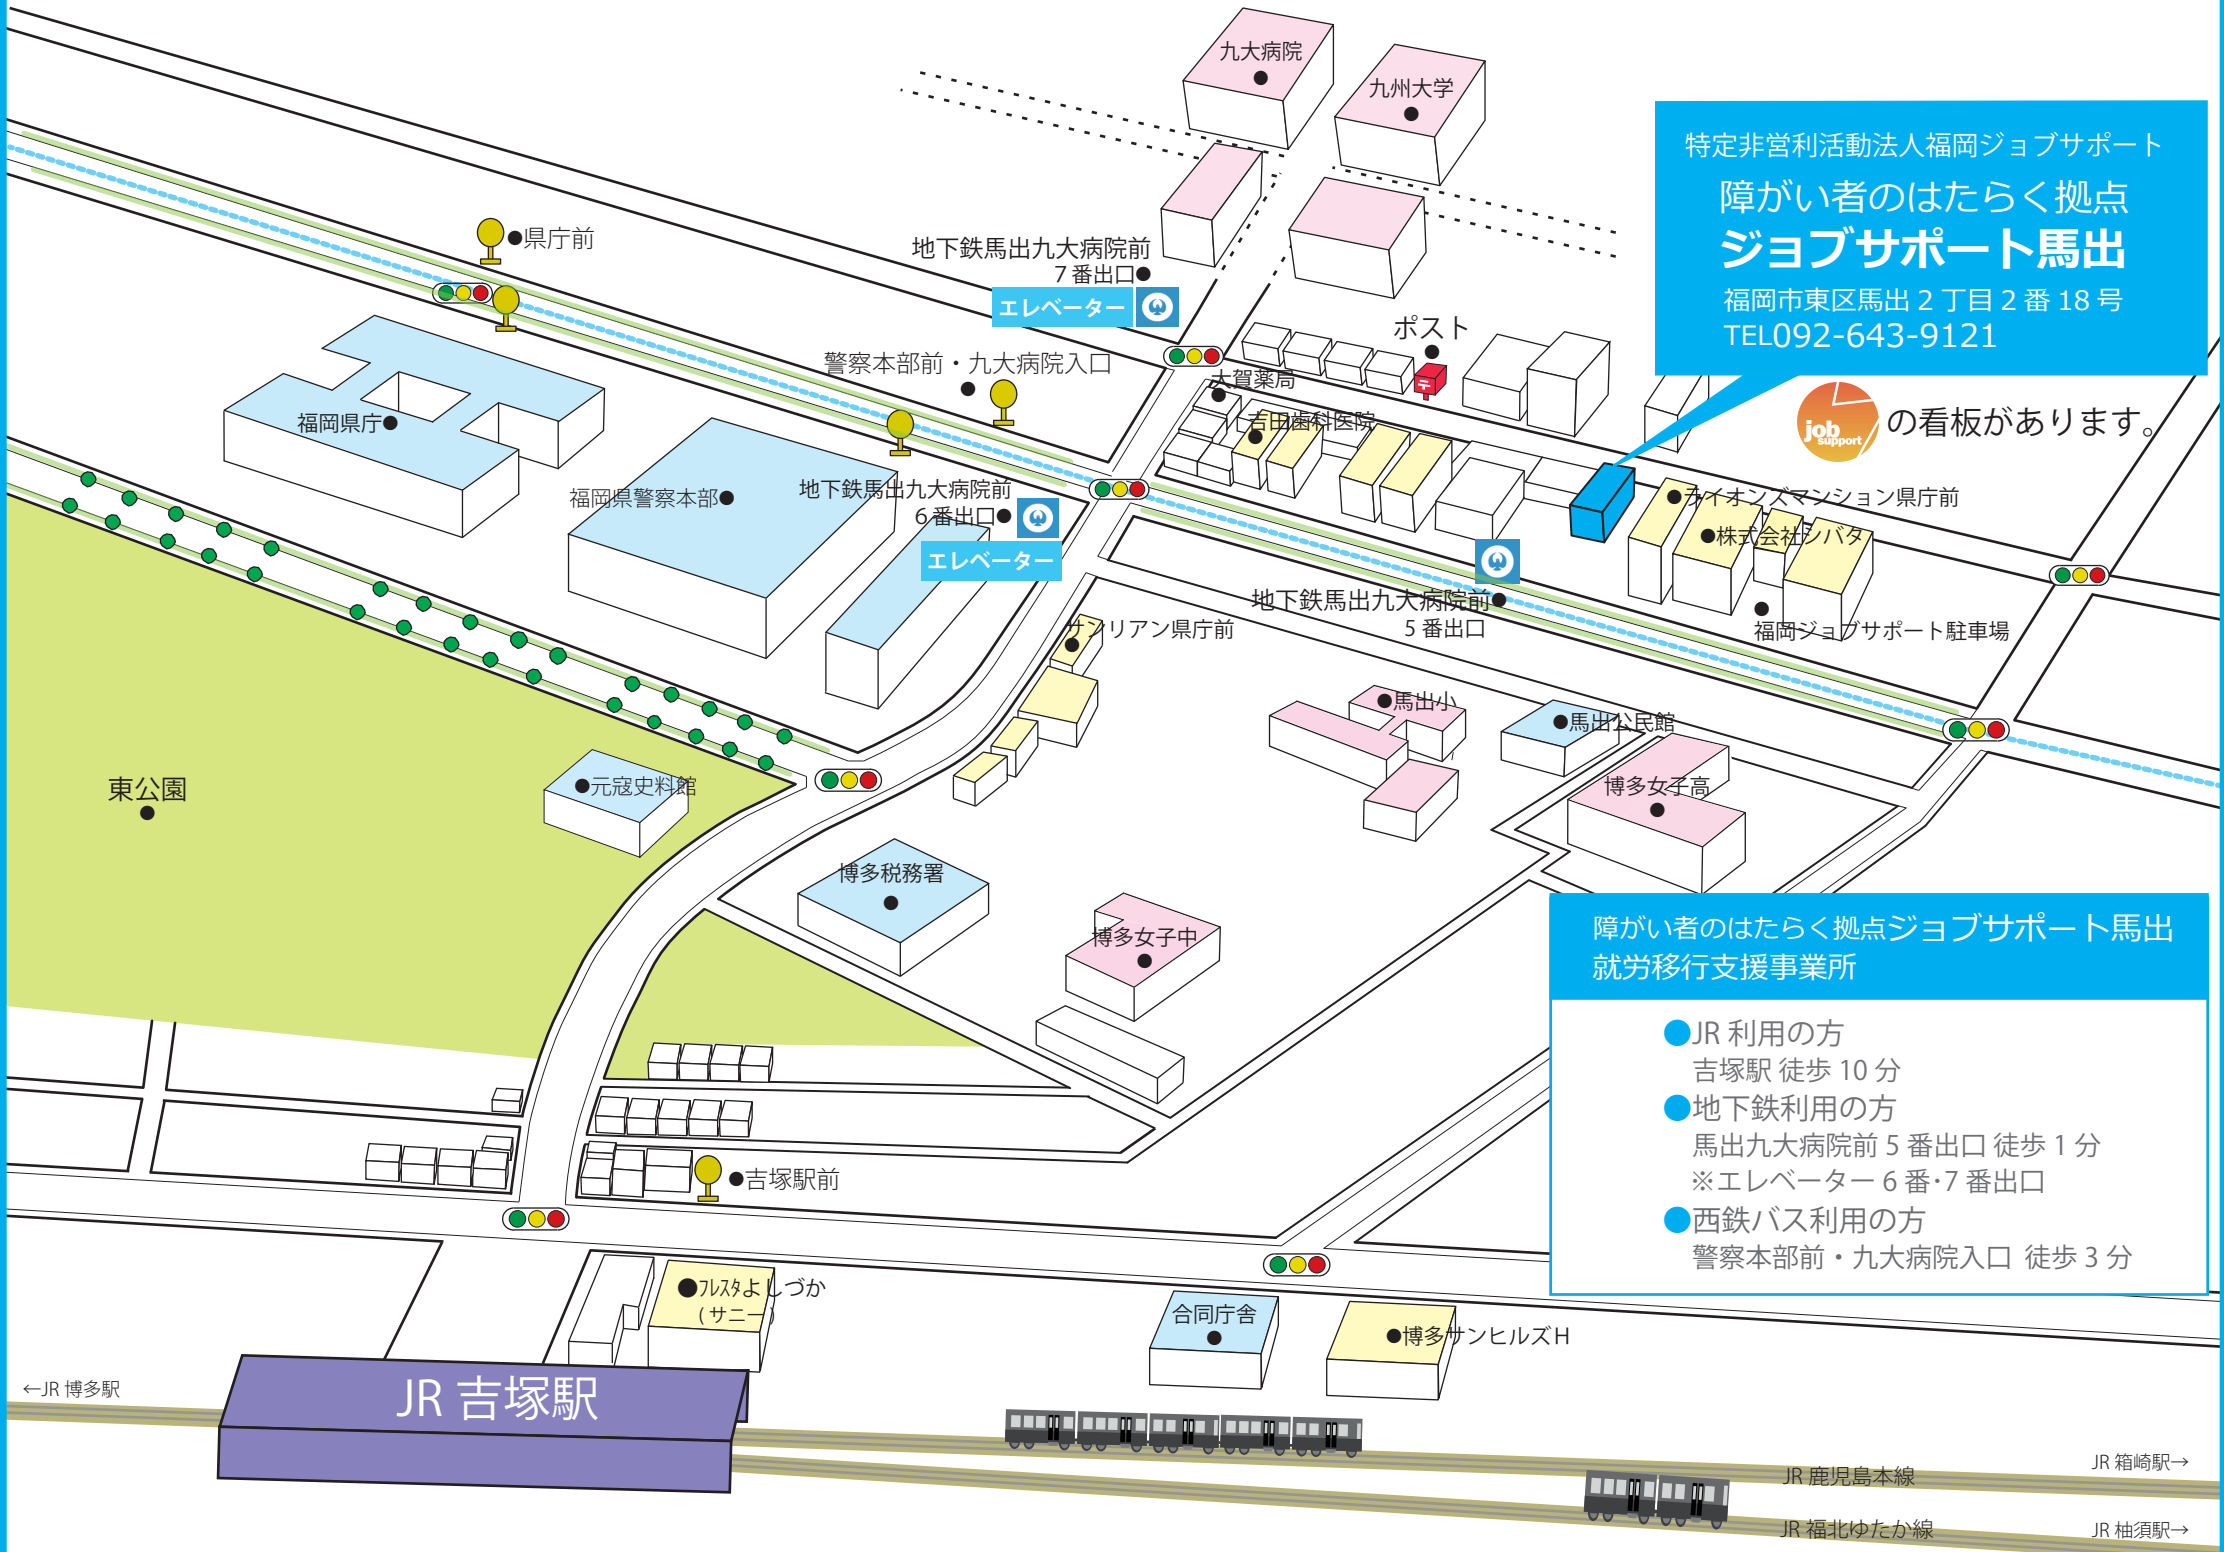 九大病院
九州大学
特定非営利活動法人福岡ジョブサポート
障がい者のはたらく拠点
ジョブサポート馬出
福岡市東区馬出 2 丁目 2 番 18 号
TEL092-643-9121
job
support
の看板があります。
県庁前
地下鉄馬出九大病院前
7 番出口
エレベーター
ポスト
〒
警察本部前・九大病院入口
大賀薬局
吉田歯科医院
福岡県庁
福岡県警察本部
地下鉄馬出九大病院前
6 番出口
エレベーター
ライオンズマンション県庁前
株式会社シバタ
地下鉄馬出九大病院前
5 番出口
福岡ジョブサポート駐車場
サンリアン県庁前
馬出小
馬出公民館
博多女子高
東公園
元寇史料館
博多税務署
博多女子中
障がい者のはたらく拠点ジョブサポート馬出
就労移行支援事業所
●JR 利用の方
吉塚駅 徒歩 10 分
●地下鉄利用の方
馬出九大病院前 5 番出口 徒歩 1 分
※エレベーター 6 番･7 番出口
●西鉄バス利用の方
警察本部前・九大病院入口 徒歩 3 分
吉塚駅前
ﾌﾚｽﾀよしづか
( サニー )
合同庁舎
博多サンヒルズH
←JR 博多駅
JR 吉塚駅
JR 鹿児島本線
JR 箱崎駅→
JR 福北ゆたか線
JR 柚須駅→